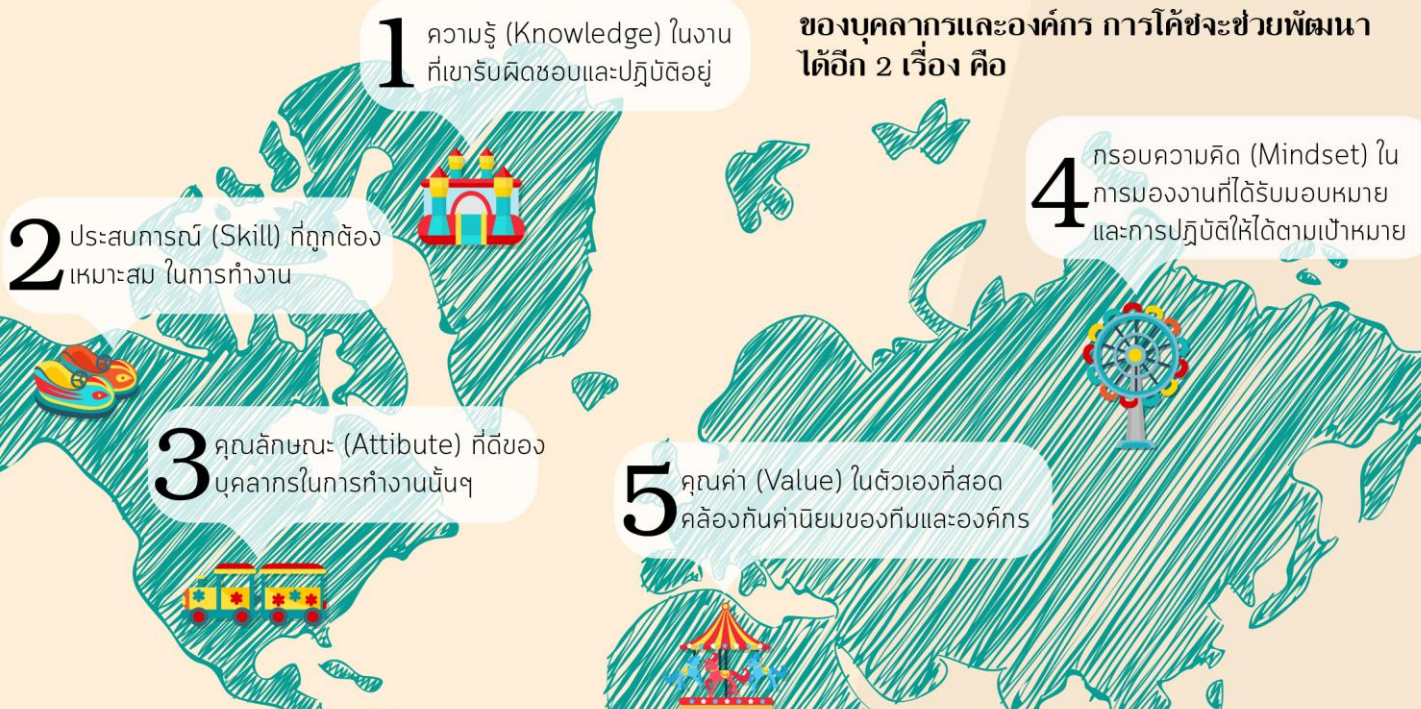 1
ความรู้ (Knowledge) ในงาน
ที่เขารับผิดชอบและปฏิบัติอยู่
2
ประสบการณ์ (Skill) ที่ถูกต้อง
เหมาะสม ในการทำงาน
3
คุณลักษณะ (Attibute) ที่ดีของ
บุคลากรในการทำงานนั้นๆ
ของบุคลากรและองค์กร การโค้ชจะช่วยพัฒนา
ได้อีก 2 เรื่อง คือ
4
กรอบความคิด (Mindset) ใน
การมองงานที่ได้รับมอบหมาย
และการปฏิบัติให้ได้ตามเป้าหมาย
5
คุณค่า (Value) ในตัวเองที่สอด
คล้องกับค่านิยมของทีมและองค์กร